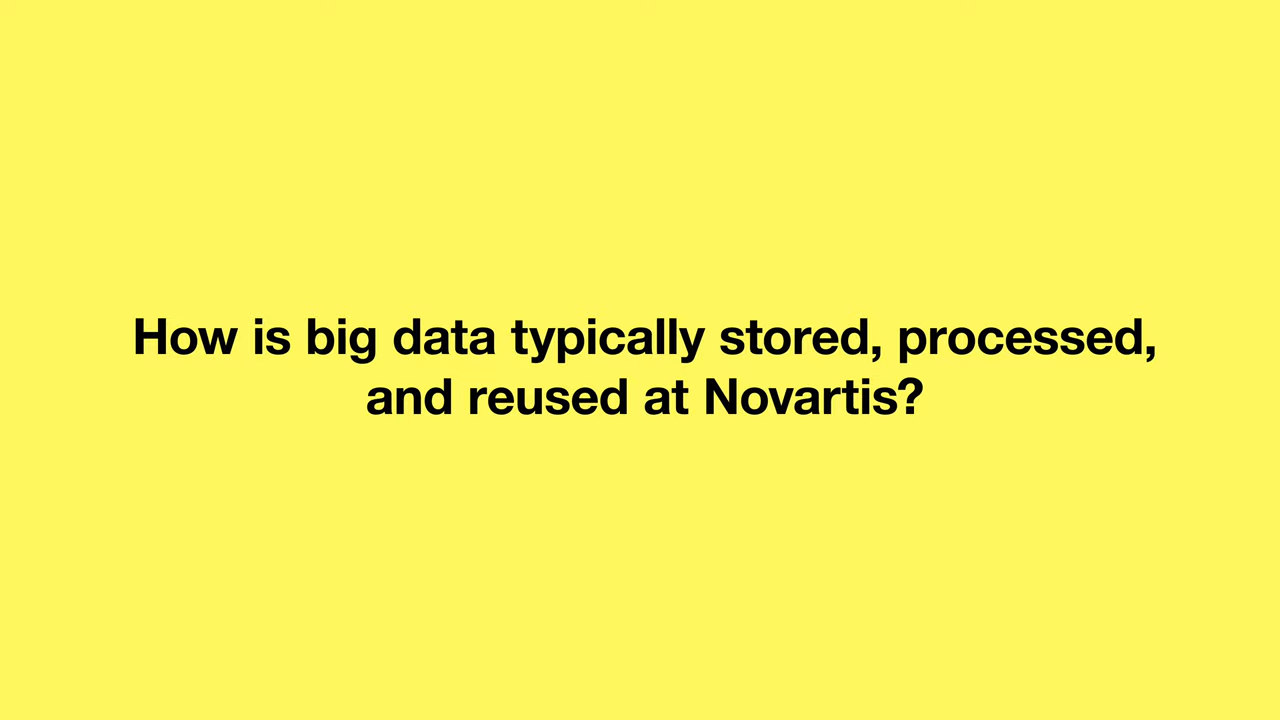 How is big data typically stored, processed,
and reused at Novartis?